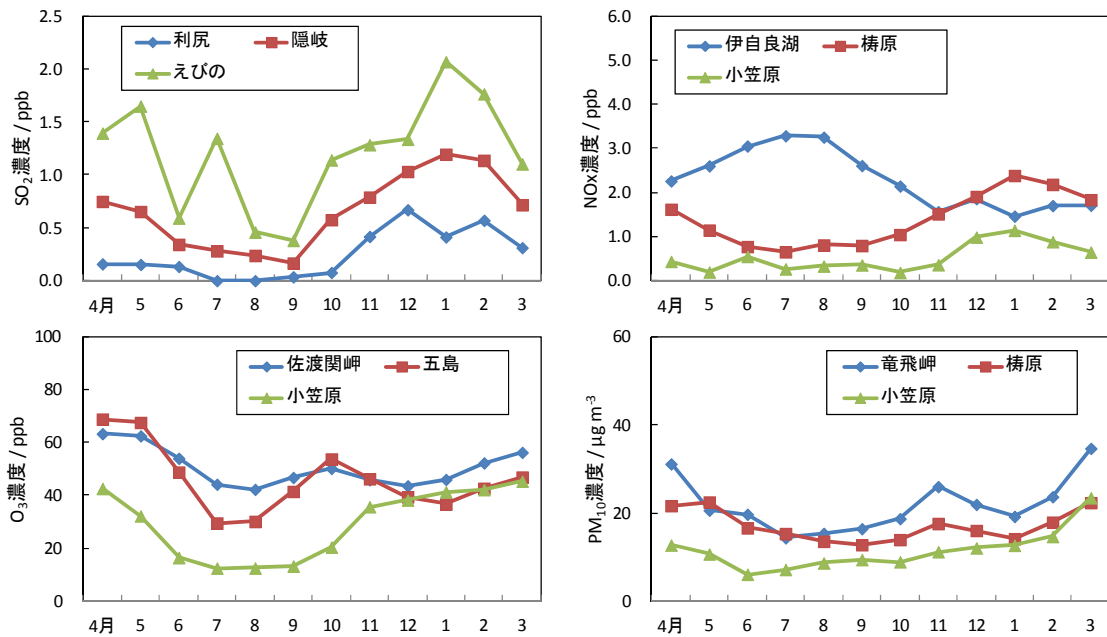 SO₂濃度 / ppb
2.5
2.0
1.5
1.0
0.5
0.0
利尻 隠岐
えびの
4月 5 6 7 8 9 10 11 12 1 2 3
NOx濃度 / ppb
6.0
5.0
4.0
3.0
2.0
1.0
0.0
伊自良湖 梼原
小笠原
4月 5 6 7 8 9 10 11 12 1 2 3
O₃濃度 / ppb
100
80
60
40
20
0
佐渡関岬 五島
小笠原
4月 5 6 7 8 9 10 11 12 1 2 3
PM₁₀濃度 / µg m⁻³
60
40
20
0
竜飛岬 梼原
小笠原
4月 5 6 7 8 9 10 11 12 1 2 3